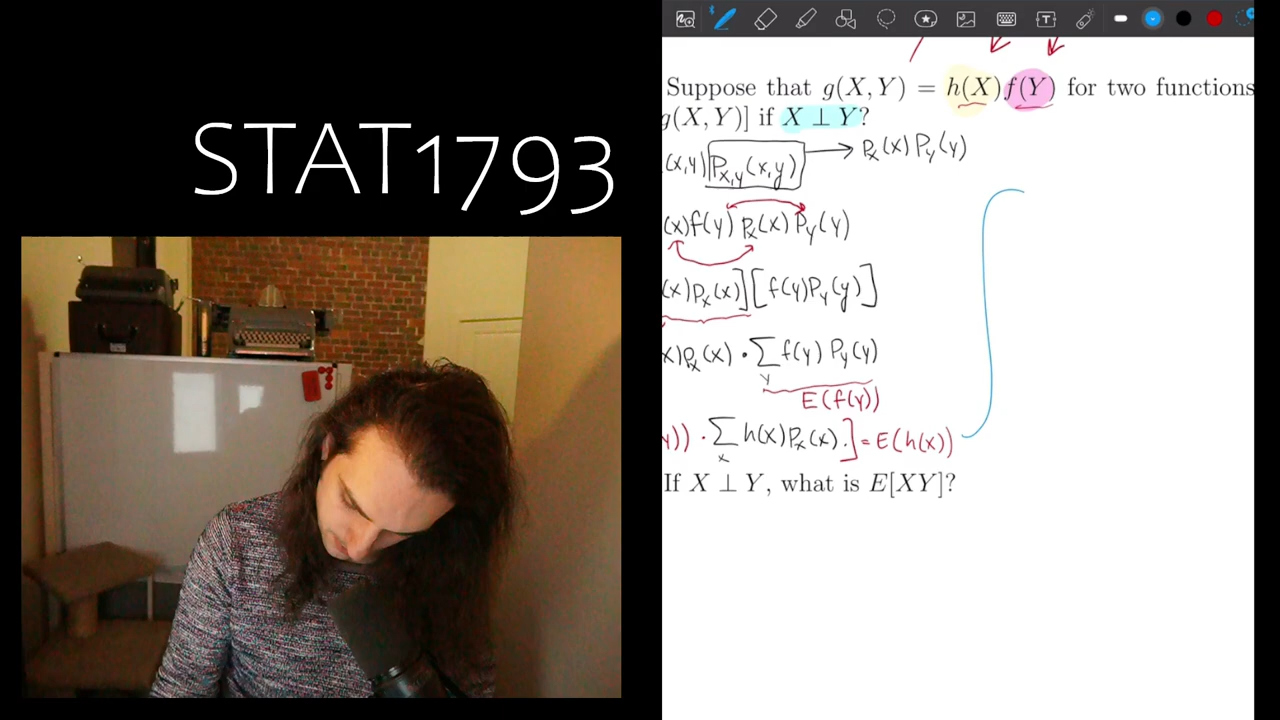 STAT1793
Suppose that g(X, Y) = h(X)f(Y) for two functions
g(X, Y)] if X ⊥ Y?
(x,y) P_{X,Y}(x,y) → P_X(x) P_Y(y)
(x)f(y) P_X(x) P_Y(y)
(x)P_X(x)] [f(y)P_Y(y)]
x)P_X(x) · ∑_y f(y) P_Y(y)
E(f(y))
y)) · ∑_x h(x)P_X(x).] = E(h(x))
If X ⊥ Y, what is E[XY]?